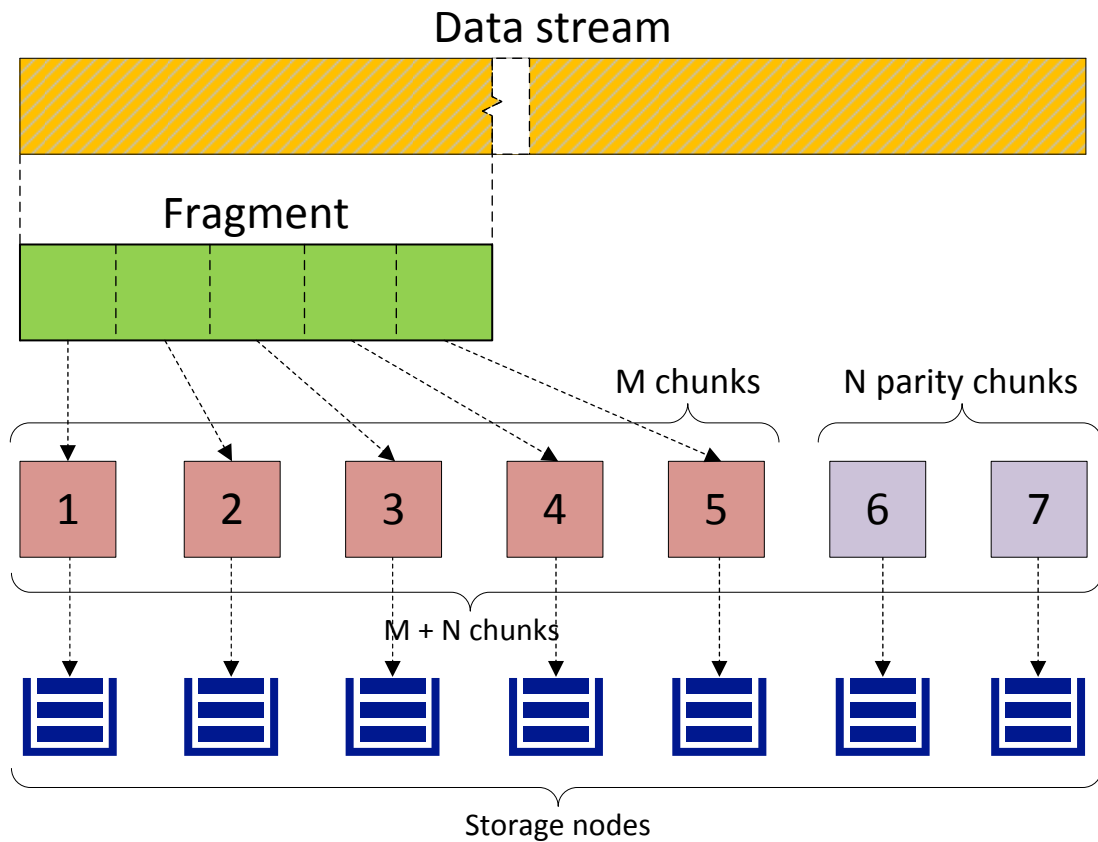 Data stream
Fragment
M chunks
N parity chunks
1 2 3 4 5 6 7
M + N chunks
Storage nodes